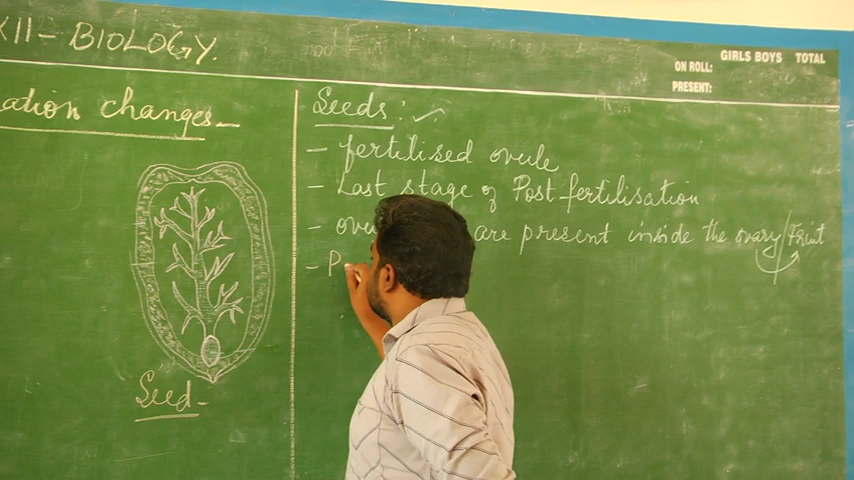 XII - BIOLOGY.
GIRLS BOYS TOTAL
ON ROLL:
PRESENT:
ation changes -
Seeds :
- fertilised ovule
- Last stage of Post fertilisation
- ovu are present inside the ovary/Fruit
- P
Seed -